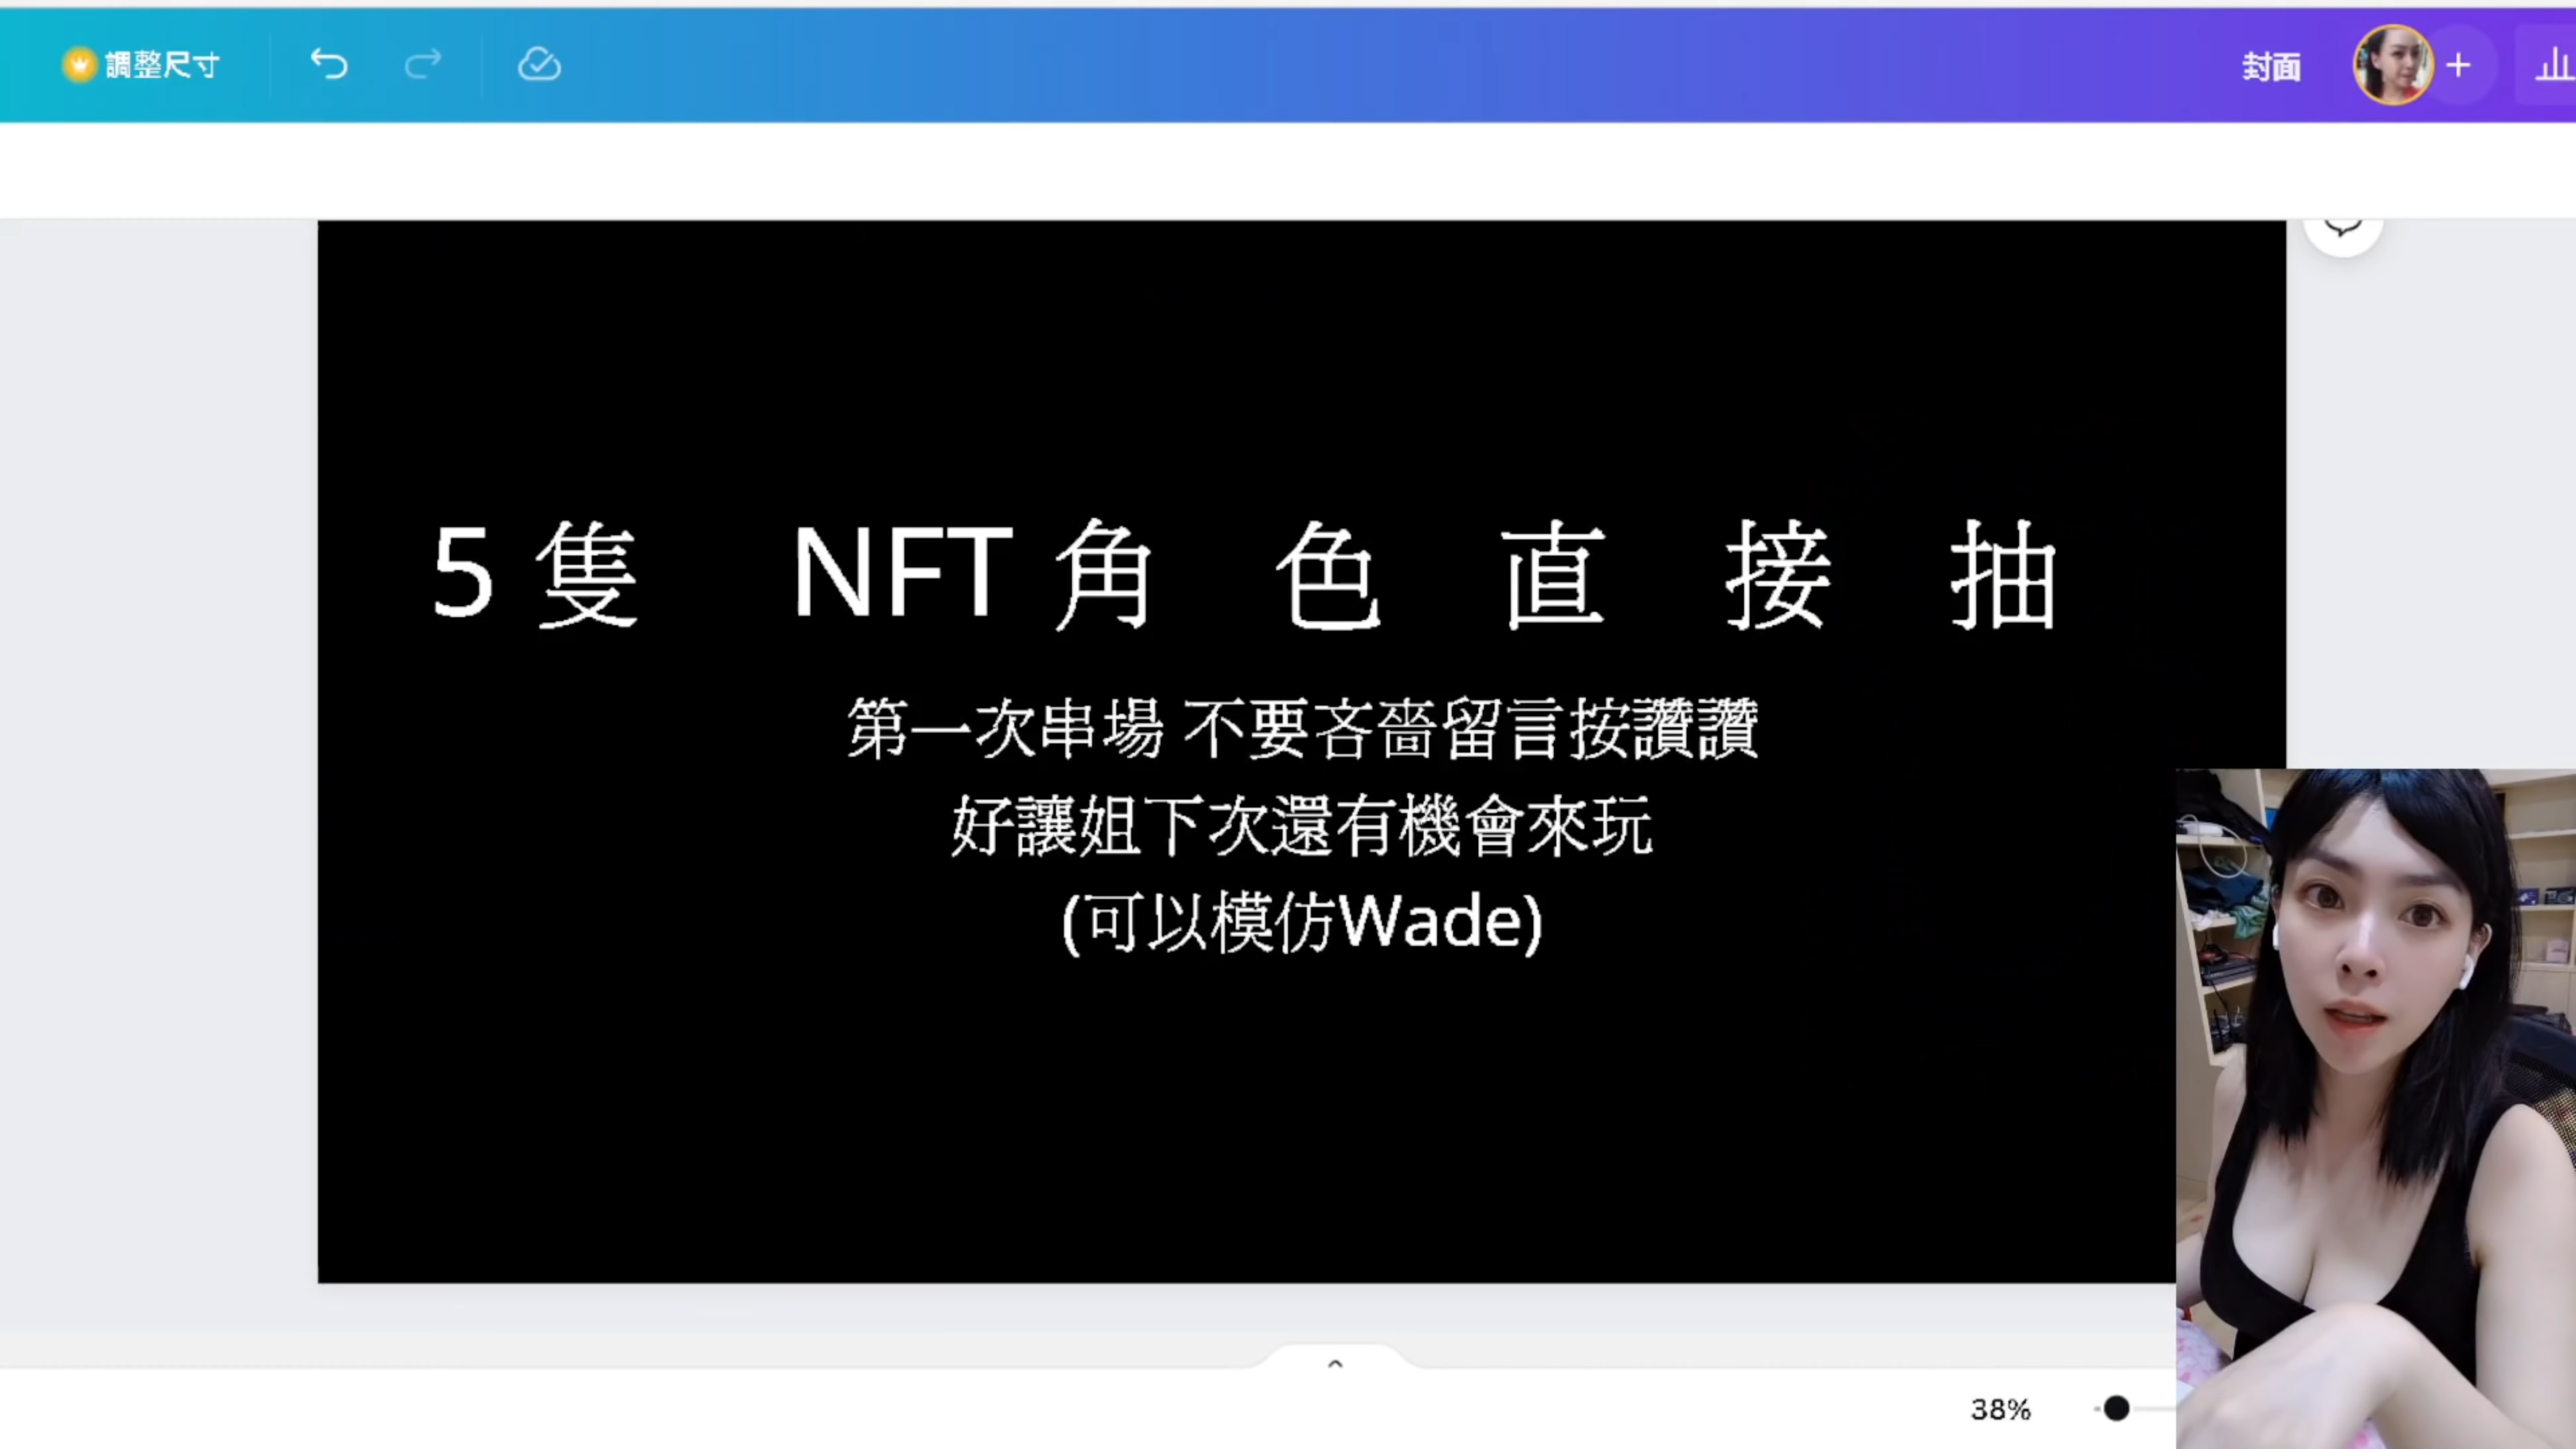 調整尺寸
封面
5隻 NFT角色直接抽
第一次串場 不要吝嗇留言按讚讚
好讓姐下次還有機會來玩
(可以模仿Wade)
38%